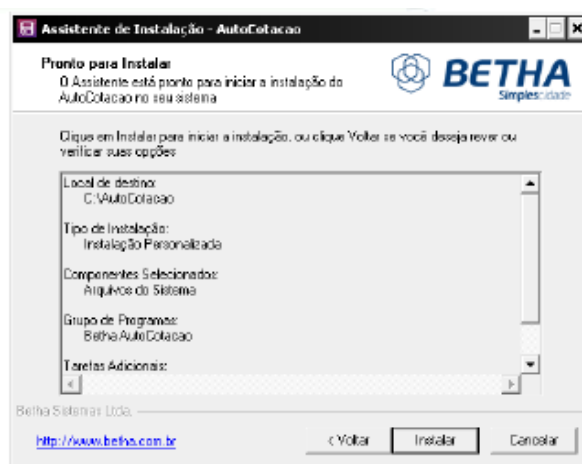 Assistente de Instalação - AutoCotacao
Pronto para Instalar
O Assistente está pronto para iniciar a instalação do
AutoCotacao no seu sistema
BETHA
Simplescidade
Clique em Instalar para iniciar a instalação, ou clique Voltar se você deseja rever ou
verificar suas opções
Local de destino:
C:\AutoCotacao
Tipo de Instalação:
Instalação Personalizada
Componentes Selecionados:
Arquivos do Sistema
Grupo de Programas:
Betha AutoCotacao
Tarefas Adicionais:
Betha Sistemas Ltda.
http://www.betha.com.br
< Voltar
Instalar
Cancelar